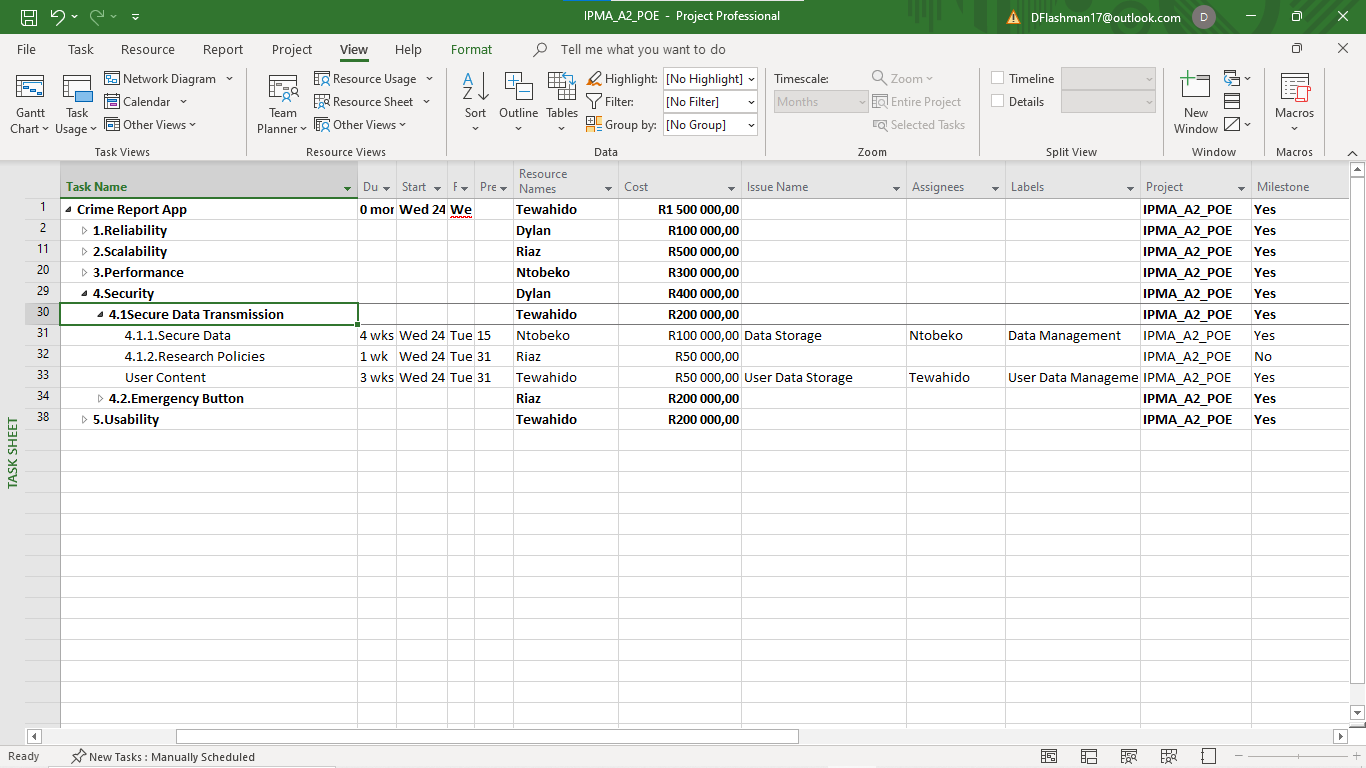 IPMA_A2_POE - Project Professional
DFlashman17@outlook.com D
File Task Resource Report Project View Help Format Tell me what you want to do
Gantt Chart
Task Usage
Network Diagram
Calendar
Other Views
Task Views
Team Planner
Resource Usage
Resource Sheet
Other Views
Resource Views
Sort
Outline
Tables
Highlight: [No Highlight]
Filter: [No Filter]
Group by: [No Group]
Data
Timescale:
Months
Zoom
Entire Project
Selected Tasks
Zoom
Timeline
Details
Split View
New Window
Window
Macros
Macros
Task Name Du Start F Pre Resource Names Cost Issue Name Assignees Labels Project Milestone
1 Crime Report App 0 mor Wed 24 We Tewahido R1 500 000,00 IPMA_A2_POE Yes
2 1.Reliability Dylan R100 000,00 IPMA_A2_POE Yes
11 2.Scalability Riaz R500 000,00 IPMA_A2_POE Yes
20 3.Performance Ntobeko R300 000,00 IPMA_A2_POE Yes
29 4.Security Dylan R400 000,00 IPMA_A2_POE Yes
30 4.1Secure Data Transmission Tewahido R200 000,00 IPMA_A2_POE Yes
31 4.1.1.Secure Data 4 wks Wed 24 Tue 15 Ntobeko R100 000,00 Data Storage Ntobeko Data Management IPMA_A2_POE Yes
32 4.1.2.Research Policies 1 wk Wed 24 Tue 31 Riaz R50 000,00 IPMA_A2_POE No
33 User Content 3 wks Wed 24 Tue 31 Tewahido R50 000,00 User Data Storage Tewahido User Data Manageme IPMA_A2_POE Yes
34 4.2.Emergency Button Riaz R200 000,00 IPMA_A2_POE Yes
38 5.Usability Tewahido R200 000,00 IPMA_A2_POE Yes
TASK SHEET
Ready New Tasks : Manually Scheduled